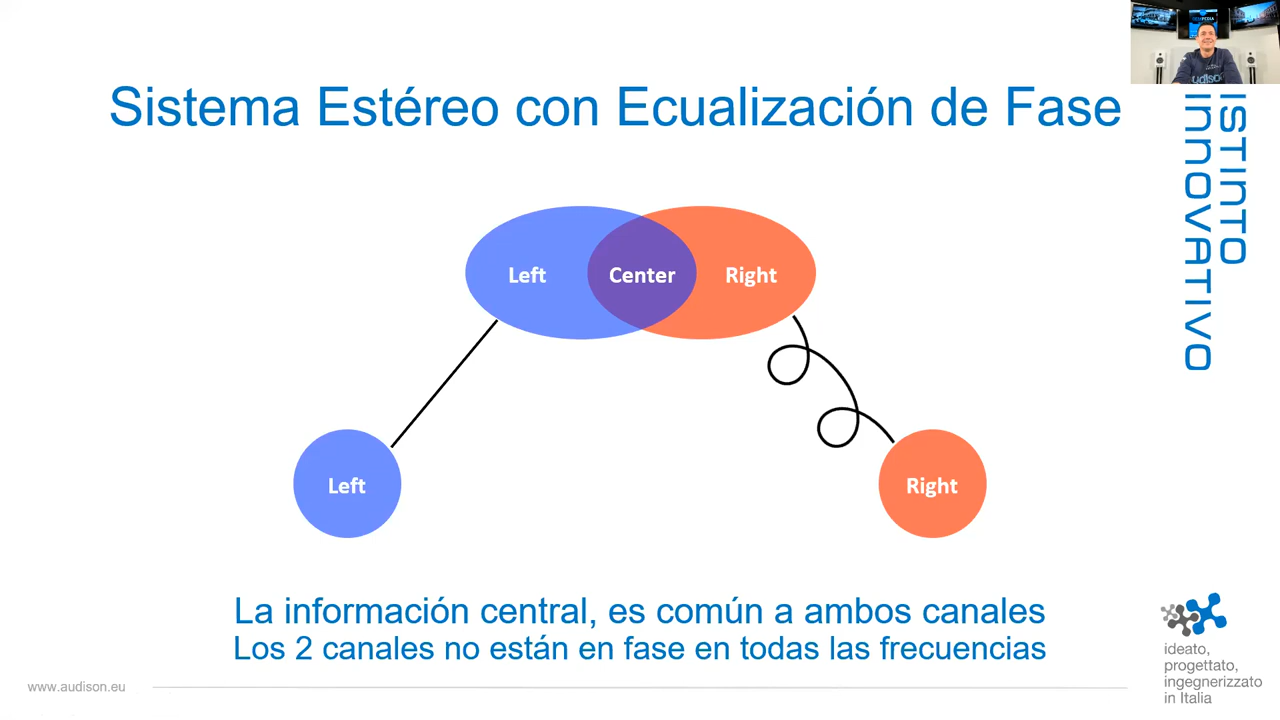 Sistema Estéreo con Ecualización de Fase
ISTINTO
INNOVATIVO
Left Center Right
Left
Right
La información central, es común a ambos canales
Los 2 canales no están en fase en todas las frecuencias
www.audison.eu
ideato,
progettato,
ingegnerizzato
in Italia